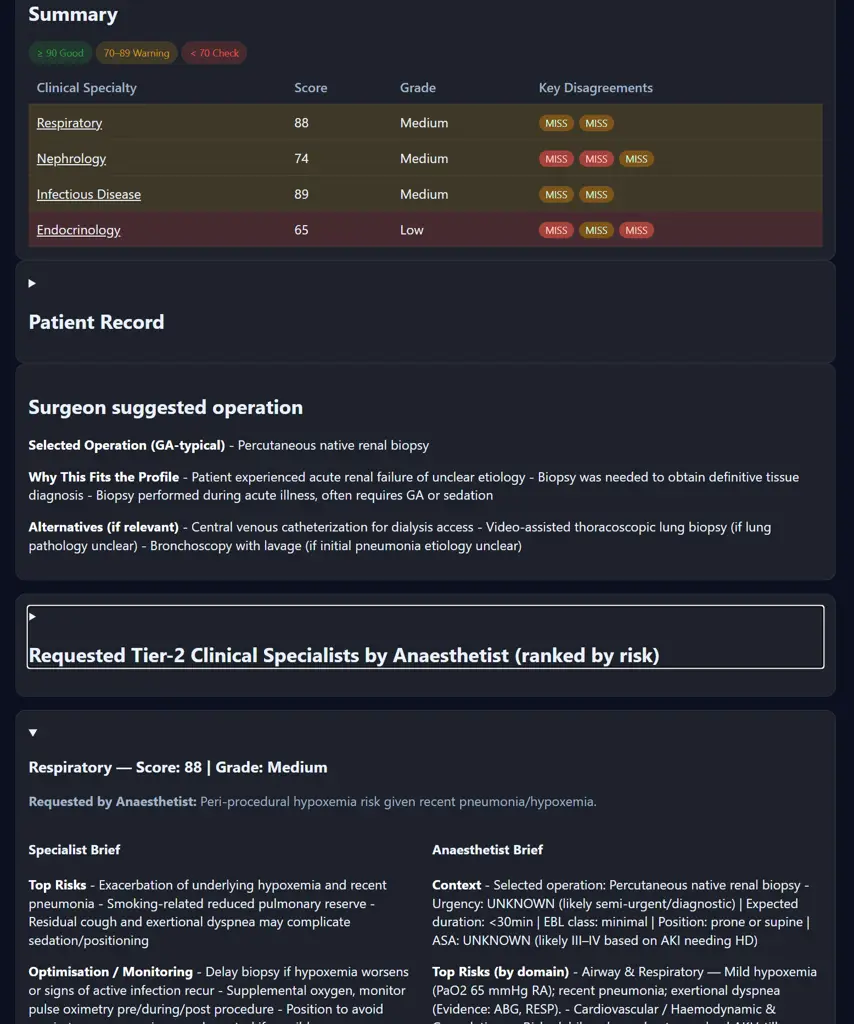 Summary
≥ 90 Good 70–89 Warning < 70 Check
Clinical Specialty Score Grade Key Disagreements
Respiratory 88 Medium MISS MISS
Nephrology 74 Medium MISS MISS MISS
Infectious Disease 89 Medium MISS MISS
Endocrinology 65 Low MISS MISS MISS
Patient Record
Surgeon suggested operation
Selected Operation (GA-typical) - Percutaneous native renal biopsy
Why This Fits the Profile - Patient experienced acute renal failure of unclear etiology - Biopsy was needed to obtain definitive tissue
diagnosis - Biopsy performed during acute illness, often requires GA or sedation
Alternatives (if relevant) - Central venous catheterization for dialysis access - Video-assisted thoracoscopic lung biopsy (if lung
pathology unclear) - Bronchoscopy with lavage (if initial pneumonia etiology unclear)
Requested Tier-2 Clinical Specialists by Anaesthetist (ranked by risk)
Respiratory — Score: 88 | Grade: Medium
Requested by Anaesthetist: Peri-procedural hypoxemia risk given recent pneumonia/hypoxemia.
Specialist Brief
Top Risks - Exacerbation of underlying hypoxemia and recent
pneumonia - Smoking-related reduced pulmonary reserve -
Residual cough and exertional dyspnea may complicate
sedation/positioning
Optimisation / Monitoring - Delay biopsy if hypoxemia worsens
or signs of active infection recur - Supplemental oxygen, monitor
pulse oximetry pre/during/post procedure - Position to avoid
Anaesthetist Brief
Context - Selected operation: Percutaneous native renal biopsy -
Urgency: UNKNOWN (likely semi-urgent/diagnostic) | Expected
duration: <30min | EBL class: minimal | Position: prone or supine |
ASA: UNKNOWN (likely III–IV based on AKI needing HD)
Top Risks (by domain) - Airway & Respiratory — Mild hypoxemia
(PaO2 65 mmHg RA); recent pneumonia; exertional dyspnea
(Evidence: ABG, RESP). - Cardiovascular / Haemodynamic &